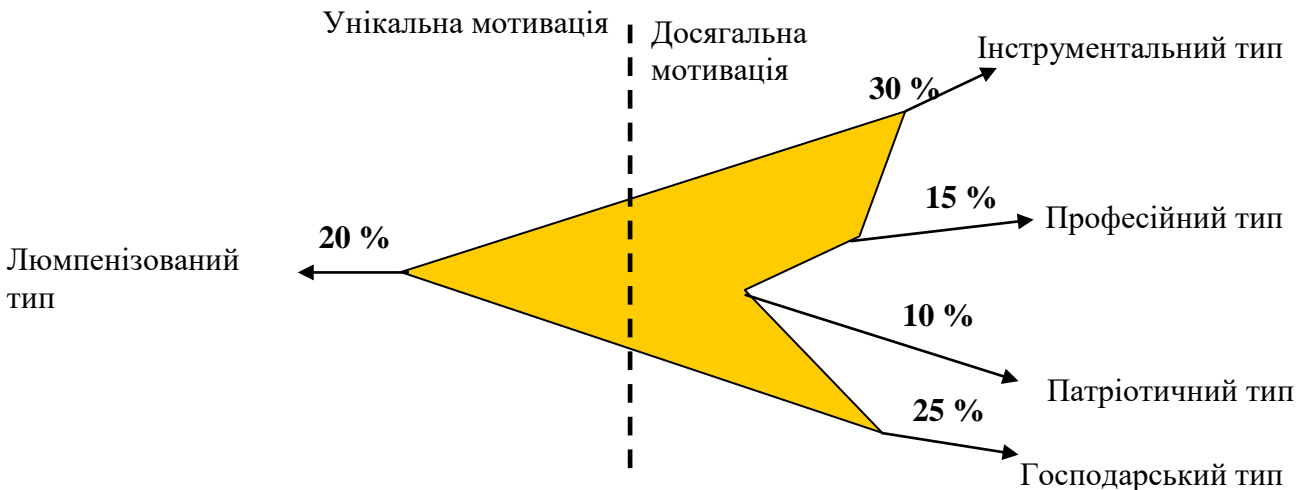 Унікальна мотивація
Досягальна
мотивація
Інструментальний тип
30 %
15 %
Професійний тип
20 %
Люмпенізований
тип
10 %
Патріотичний тип
25 %
Господарський тип